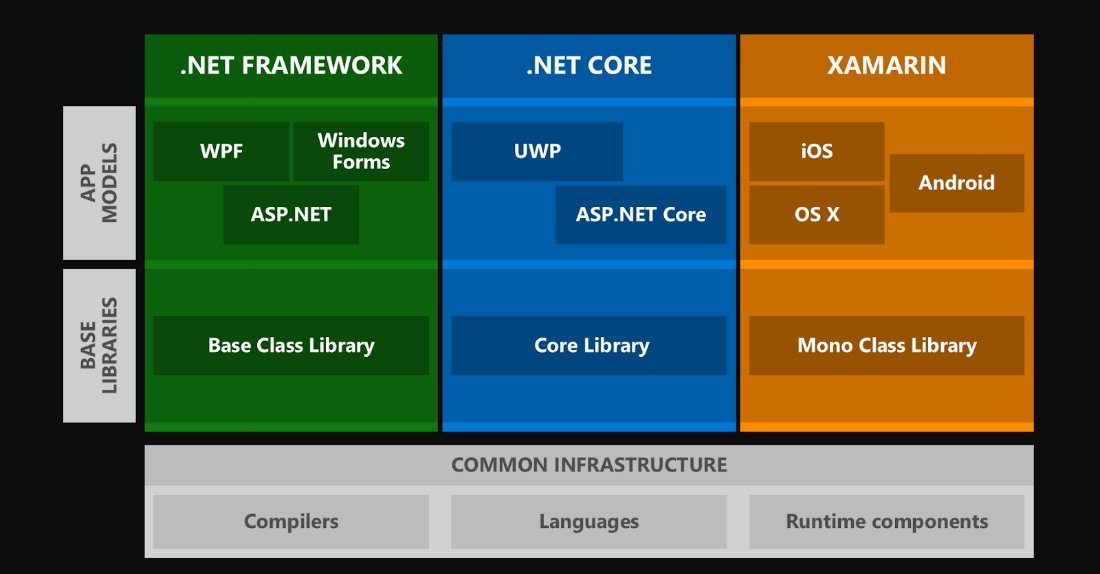 .NET FRAMEWORK
.NET CORE
XAMARIN
APP
MODELS
WPF
Windows
Forms
ASP.NET
UWP
ASP.NET Core
iOS
Android
OS X
BASE
LIBRARIES
Base Class Library
Core Library
Mono Class Library
COMMON INFRASTRUCTURE
Compilers
Languages
Runtime components